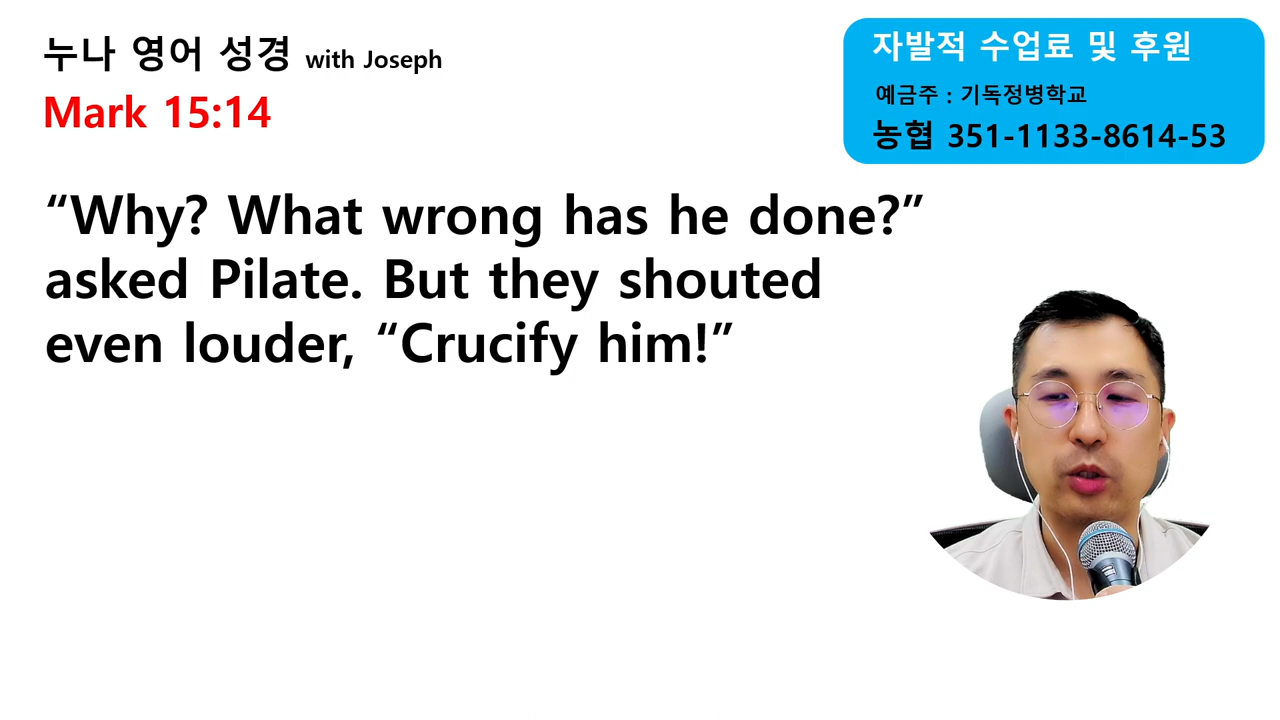 누나 영어 성경 with Joseph
Mark 15:14
자발적 수업료 및 후원
예금주 : 기독정병학교
농협 351-1133-8614-53
“Why? What wrong has he done?”
asked Pilate. But they shouted
even louder, “Crucify him!”